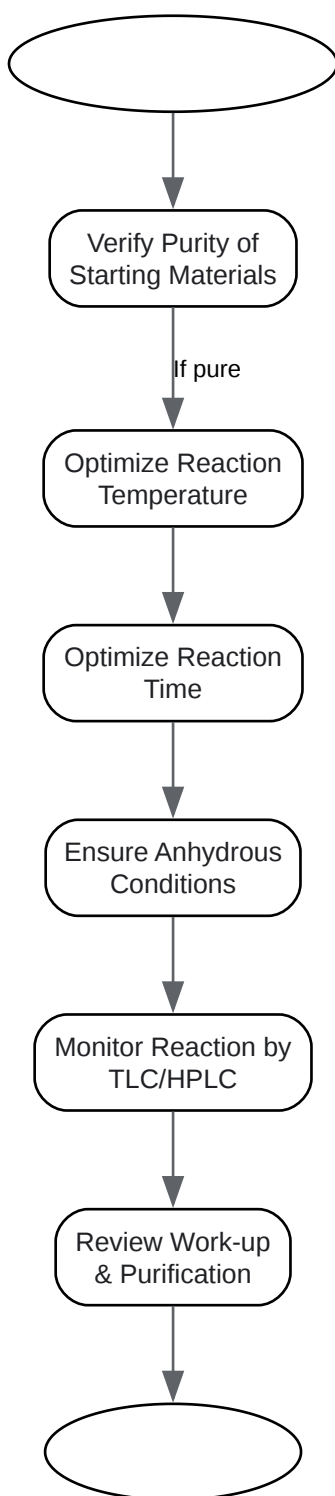 Verify Purity of
Starting Materials
If pure
Optimize Reaction
Temperature
Optimize Reaction
Time
Ensure Anhydrous
Conditions
Monitor Reaction by
TLC/HPLC
Review Work-up
& Purification